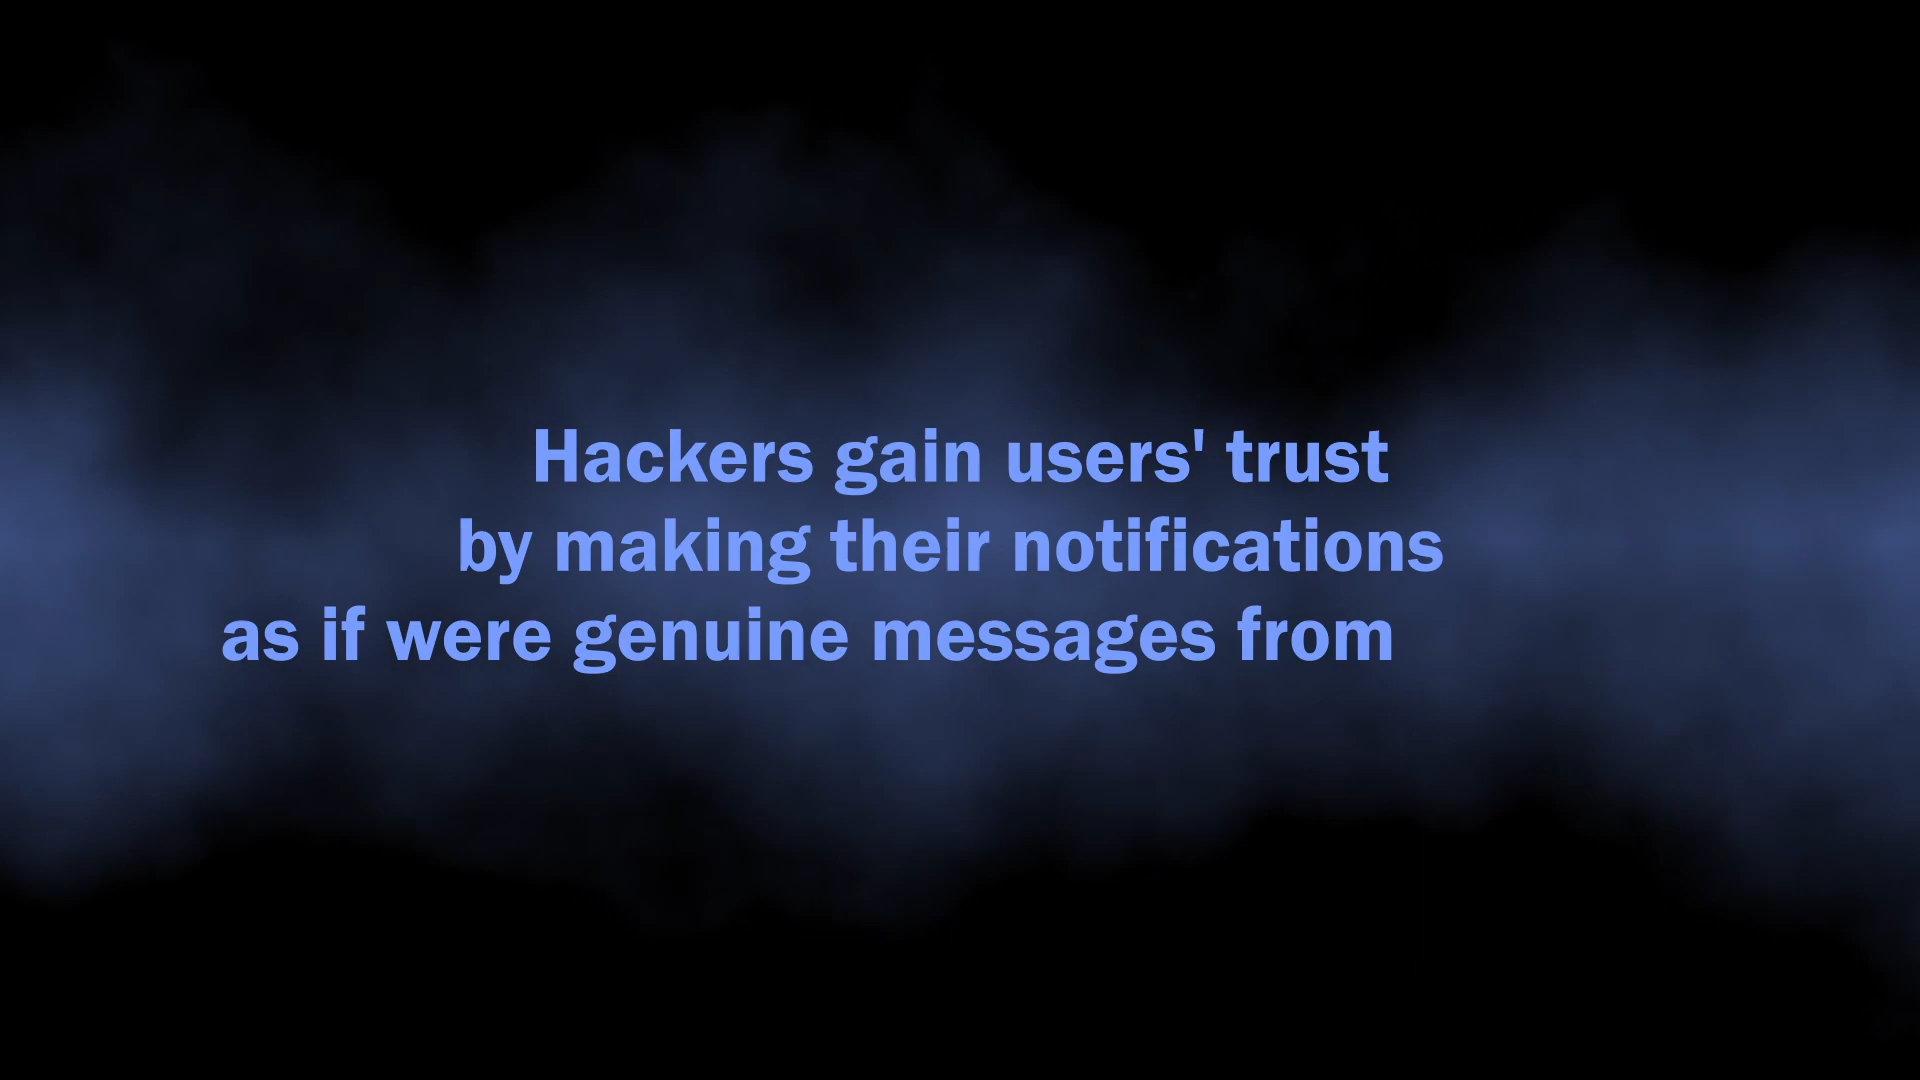 Hackers gain users' trust
by making their notifications
as if were genuine messages from